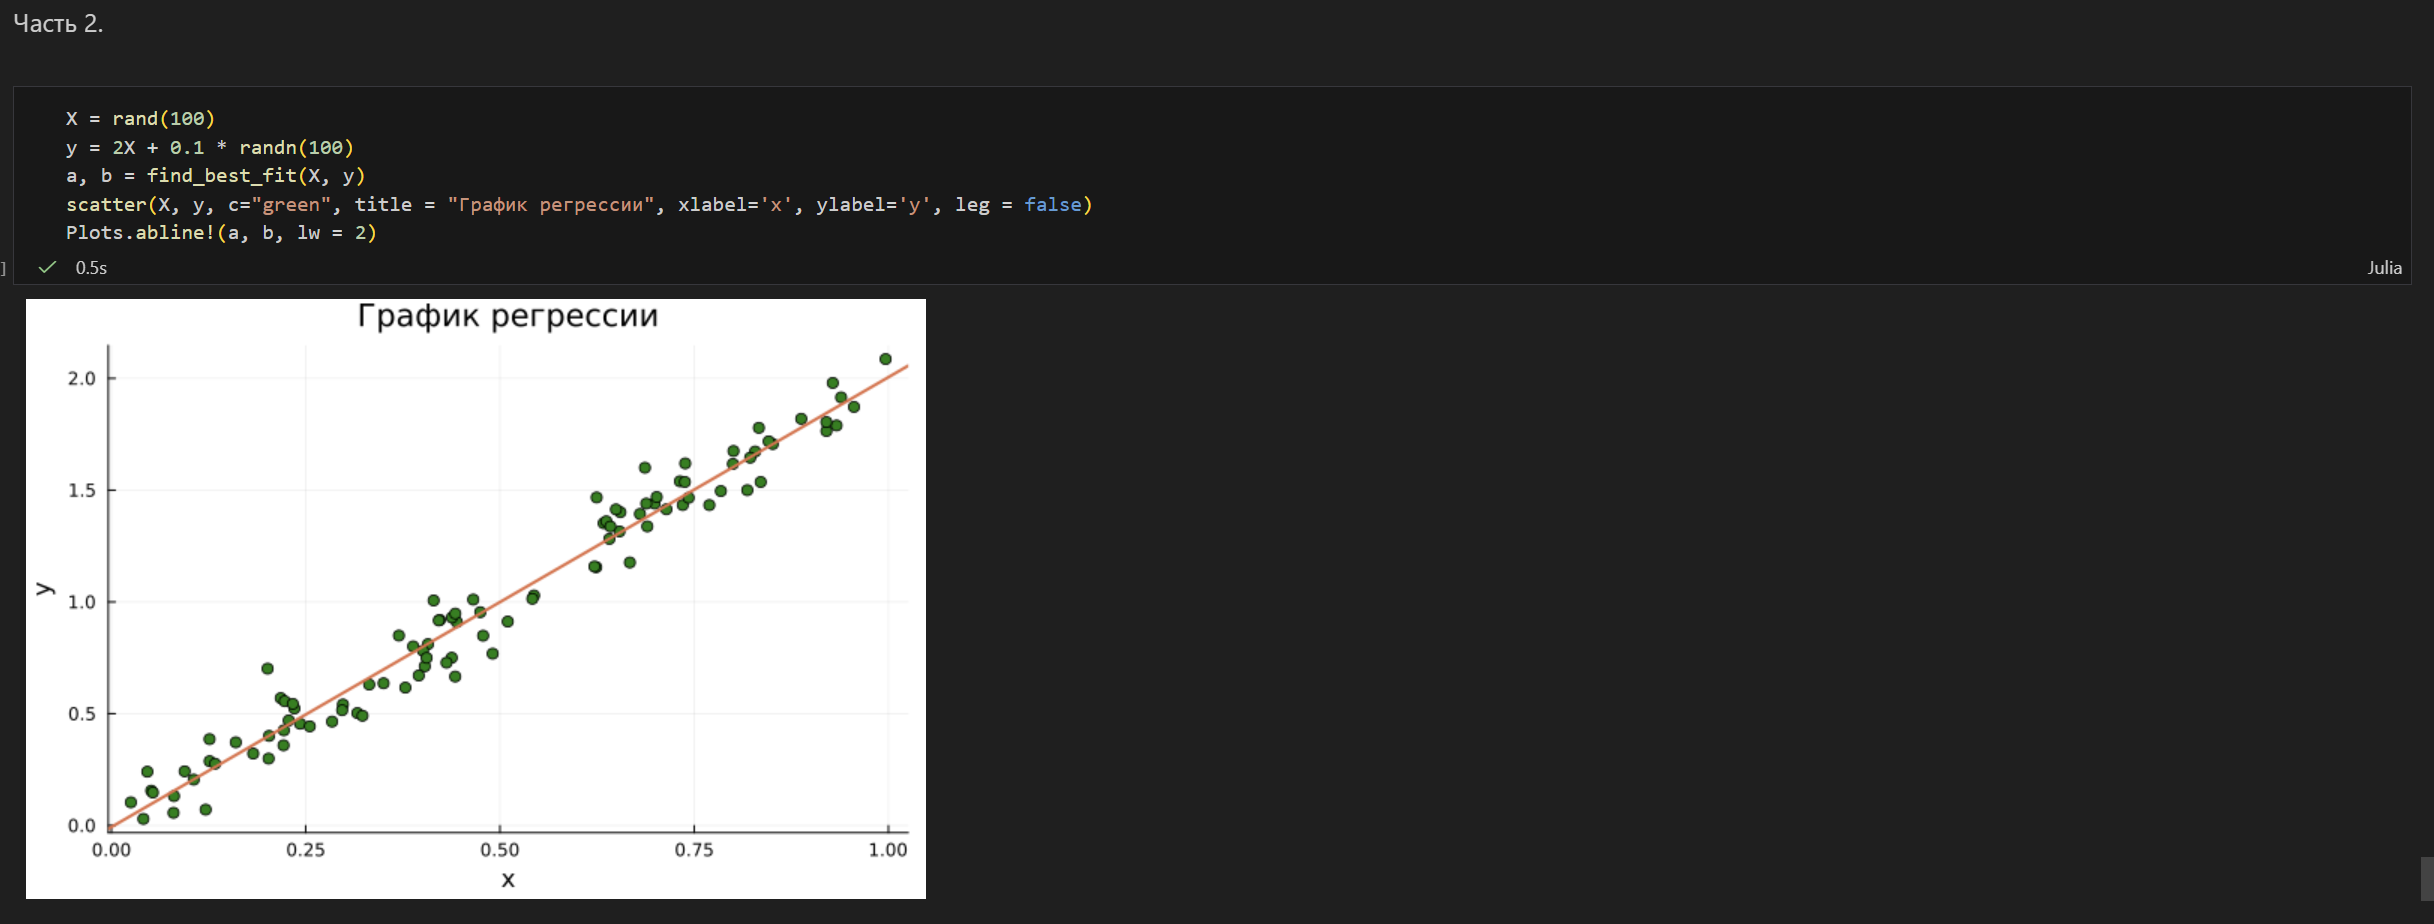 Часть 2.
X = rand(100)
y = 2X + 0.1 * randn(100)
a, b = find_best_fit(X, y)
scatter(X, y, c="green", title = "График регрессии", xlabel='x', ylabel='y', leg = false)
Plots.abline!(a, b, lw = 2)
] ✓ 0.5s Julia
График регрессии
2.0
1.5
1.0
0.5
0.0
y
0.00 0.25 0.50 0.75 1.00
x